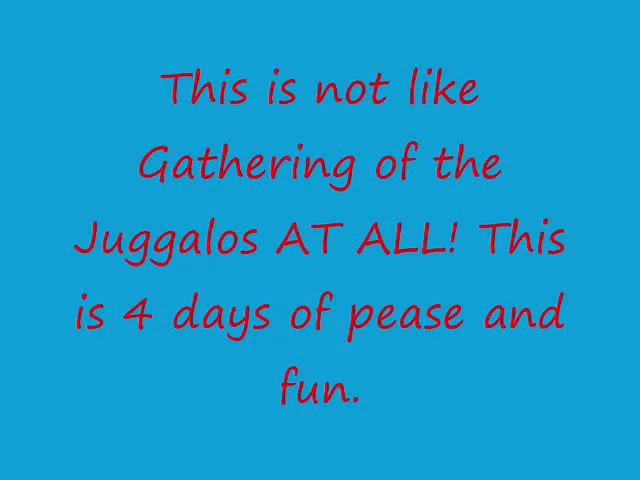 This is not like
Gathering of the
Juggalos AT ALL! This
is 4 days of pease and
fun.